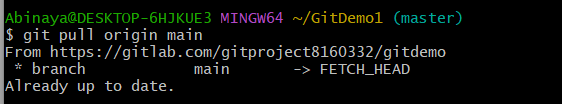 Abinaya@DESKTOP-6HJKUE3 MINGW64 ~/GitDemo1 (master)
$ git pull origin main
From https://gitlab.com/gitproject8160332/gitdemo
 * branch            main       -> FETCH_HEAD
Already up to date.